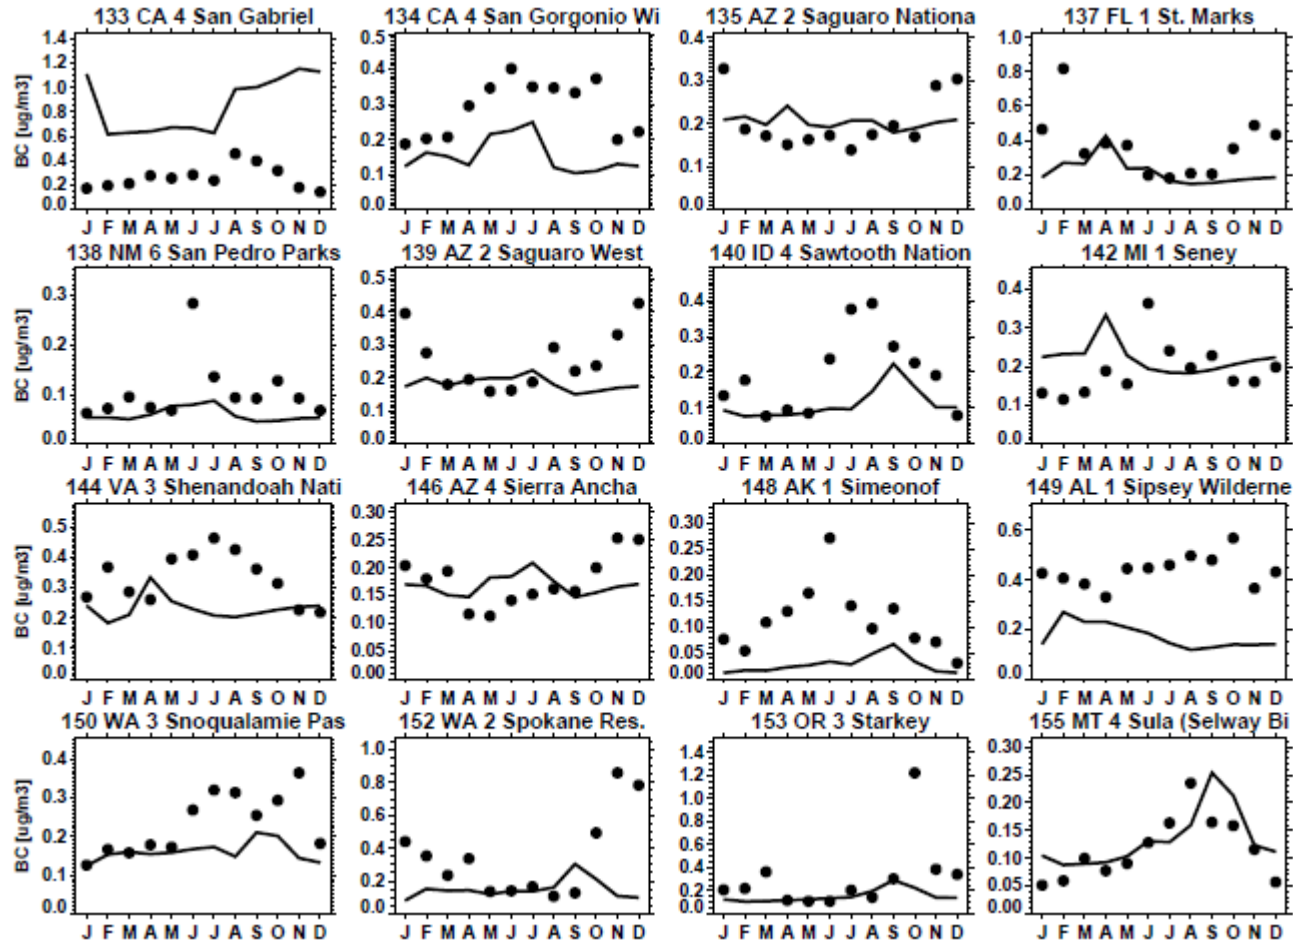 133 CA 4 San Gabriel
134 CA 4 San Gorgonio Wi
135 AZ 2 Saguaro Nationa
137 FL 1 St. Marks
BC [ug/m3]
1.4
1.2
1.0
0.8
0.6
0.4
0.2
0.0
0.5
0.4
0.3
0.2
0.1
0.0
0.4
0.3
0.2
0.1
0.0
1.0
0.8
0.6
0.4
0.2
0.0
J F M A M J J A S O N D
J F M A M J J A S O N D
J F M A M J J A S O N D
J F M A M J J A S O N D
138 NM 6 San Pedro Parks
139 AZ 2 Saguaro West
140 ID 4 Sawtooth Nation
142 MI 1 Seney
BC [ug/m3]
0.3
0.2
0.1
0.0
0.5
0.4
0.3
0.2
0.1
0.0
0.4
0.3
0.2
0.1
0.0
0.4
0.3
0.2
0.1
0.0
J F M A M J J A S O N D
J F M A M J J A S O N D
J F M A M J J A S O N D
J F M A M J J A S O N D
144 VA 3 Shenandoah Nati
146 AZ 4 Sierra Ancha
148 AK 1 Simeonof
149 AL 1 Sipsey Wilderne
BC [ug/m3]
0.5
0.4
0.3
0.2
0.1
0.0
0.30
0.25
0.20
0.15
0.10
0.05
0.00
0.30
0.25
0.20
0.15
0.10
0.05
0.00
0.6
0.4
0.2
0.0
J F M A M J J A S O N D
J F M A M J J A S O N D
J F M A M J J A S O N D
J F M A M J J A S O N D
150 WA 3 Snoqualamie Pas
152 WA 2 Spokane Res.
153 OR 3 Starkey
155 MT 4 Sula (Selway Bi
BC [ug/m3]
0.4
0.3
0.2
0.1
0.0
1.0
0.8
0.6
0.4
0.2
0.0
1.4
1.2
1.0
0.8
0.6
0.4
0.2
0.0
0.30
0.25
0.20
0.15
0.10
0.05
0.00
J F M A M J J A S O N D
J F M A M J J A S O N D
J F M A M J J A S O N D
J F M A M J J A S O N D